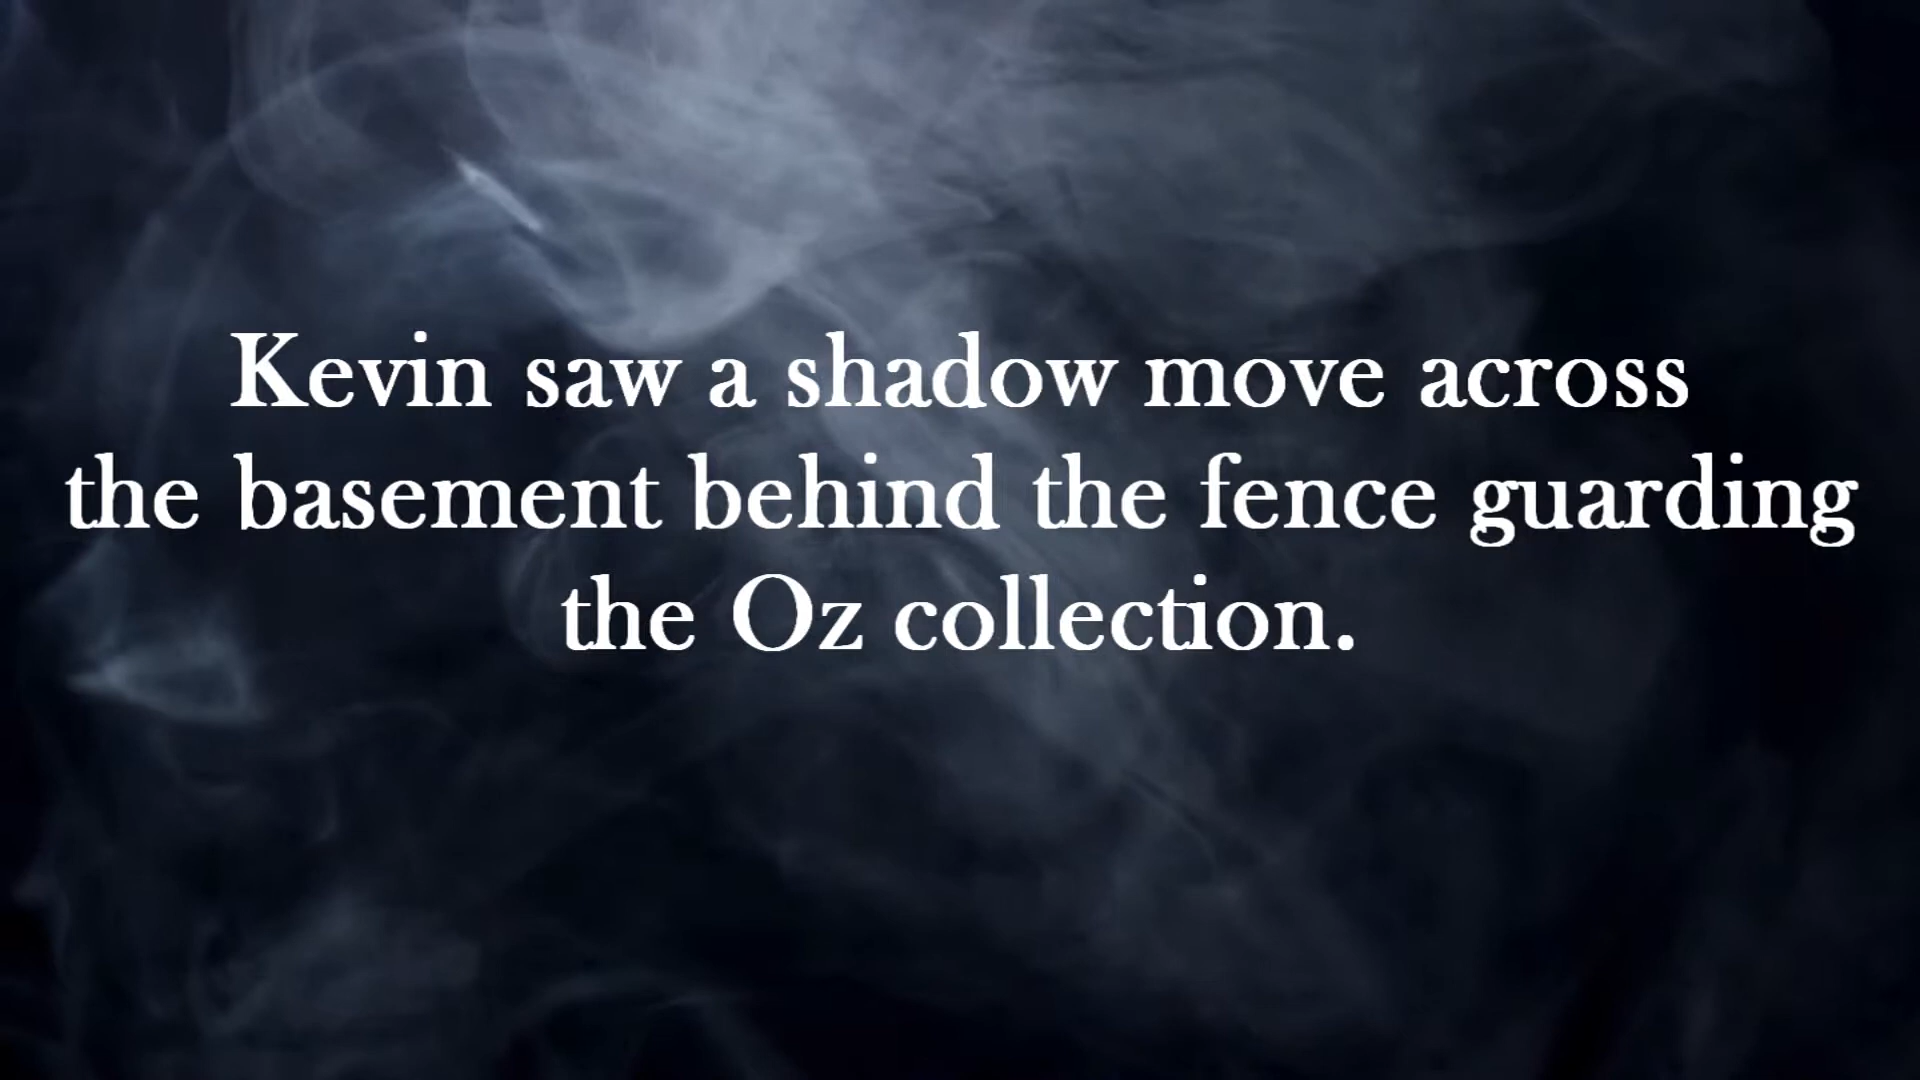 Kevin saw a shadow move across
the basement behind the fence guarding
the Oz collection.